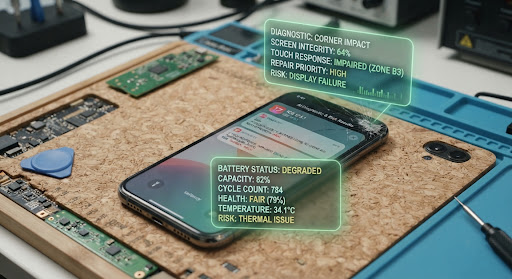 DIAGNOSTIC: CORNER IMPACT
SCREEN INTEGRITY: 64%
TOUCH RESPONSE: IMPAIRED (ZONE B3)
REPAIR PRIORITY: HIGH
RISK: DISPLAY FAILURE
BATTERY STATUS: DEGRADED
CAPACITY: 82%
CYCLE COUNT: 784
HEALTH: FAIR (79%)
TEMPERATURE: 34.1°C
RISK: THERMAL ISSUE